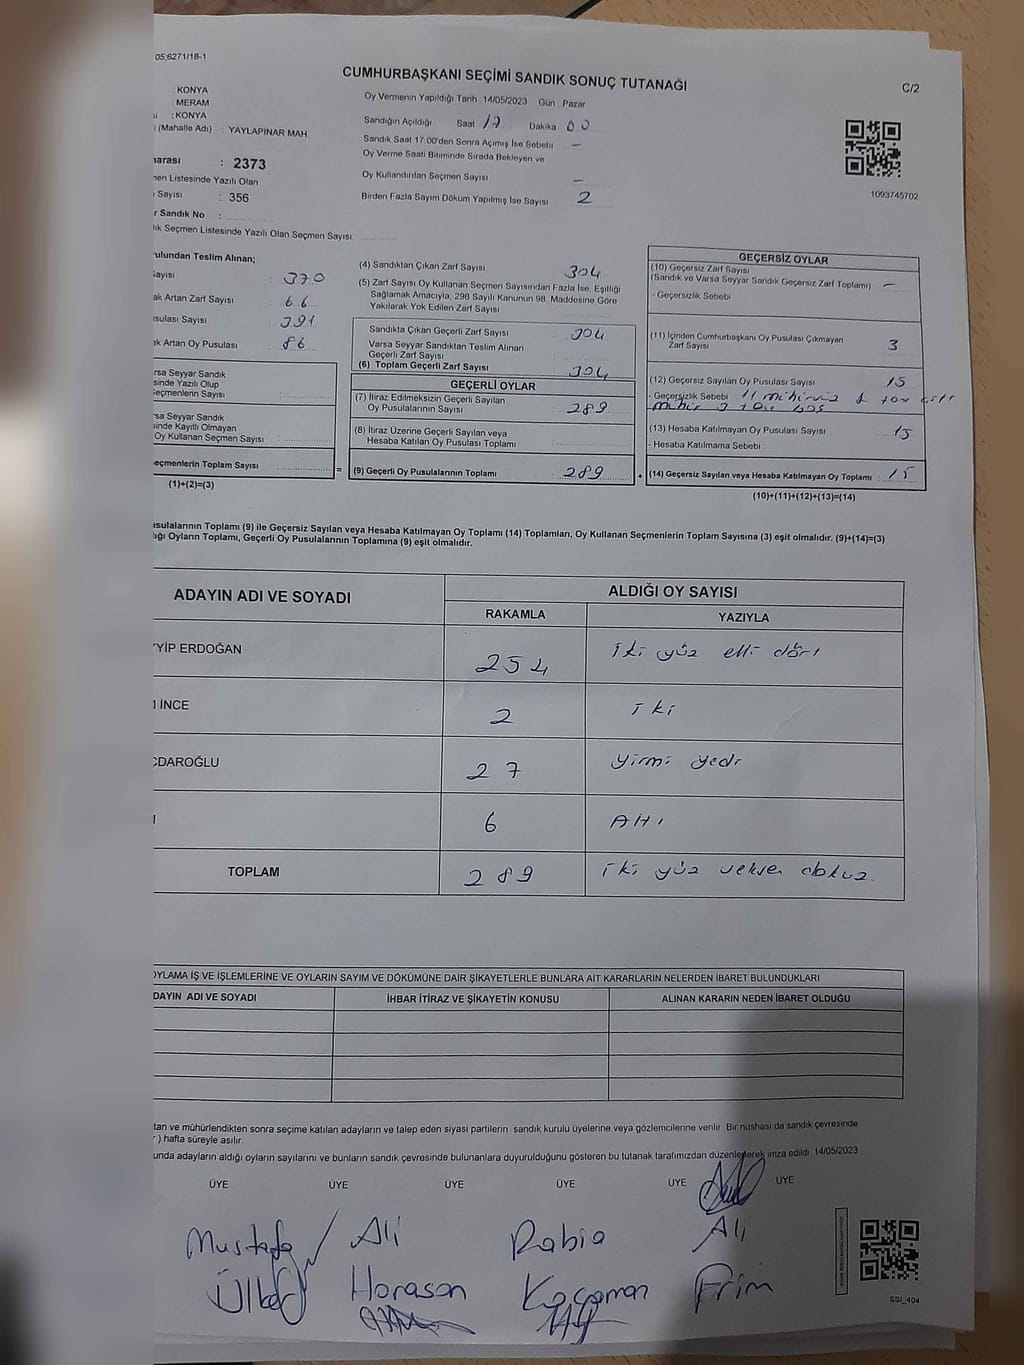 05;6271/18-1
CUMHURBAŞKANI SEÇİMİ SANDIK SONUÇ TUTANAĞI
C/2
KONYA
MERAM
: KONYA
(Mahalle Adı) : YAYLAPINAR MAH
Oy Vermenin Yapıldığı Tarih 14/05/2023 Gün Pazar
Sandığın Açıldığı Saat 17 Dakika 00
Sandık Saat 17:00'den Sonra Açımış İse Sebebi -
Oy Verme Saati Bitiminde Sırada Bekleyen ve
Oy Kullandırılan Seçmen Sayısı -
Birden Fazla Sayım Döküm Yapılmış İse Sayısı 2
1093745702
arası : 2373
en Listesinde Yazılı Olan
Sayısı : 356
r Sandık No :
lık Seçmen Listesinde Yazılı Olan Seçmen Sayısı:
rulundan Teslim Alınan;
ayısı : 370
ak Artan Zarf Sayısı : 66
sulası Sayısı : 391
k Artan Oy Pusulası : 86
rsa Seyyar Sandık
sinde Yazılı Olup
eçmenlerin Sayısı
rsa Seyyar Sandık
inde Kayıtlı Olmayan
Oy Kullanan Seçmen Sayısı :
eçmenlerin Toplam Sayısı : =
(1)+(2)=(3)
(4) Sandıktan Çıkan Zarf Sayısı 304
(5) Zarf Sayısı Oy Kullanan Seçmen Sayısından Fazla İse, Eşitliği
Sağlamak Amacıyla, 298 Sayılı Kanunun 98. Maddesine Göre
Yakılarak Yok Edilen Zarf Sayısı
Sandıkta Çıkan Geçerli Zarf Sayısı 304
Varsa Seyyar Sandıktan Teslim Alınan
Geçerli Zarf Sayısı
(6) Toplam Geçerli Zarf Sayısı 304
GEÇERLİ OYLAR
(7) İtiraz Edilmeksizin Geçerli Sayılan
Oy Pusulalarının Sayısı 289
(8) İtiraz Üzerine Geçerli Sayılan veya
Hesaba Katılan Oy Pusulası Toplamı
(9) Geçerli Oy Pusulalarının Toplamı 289 +
GEÇERSİZ OYLAR
(10) Geçersiz Zarf Sayısı
(Sandık ve Varsa Seyyar Sandık Geçersiz Zarf Toplamı) : -
- Geçersizlik Sebebi :
(11) İçinden Cumhurbaşkanı Oy Pusulası Çıkmayan
Zarf Sayısı 3
(12) Geçersiz Sayılan Oy Pusulası Sayısı 15
- Geçersizlik Sebebi 11 mühürsüz
(13) Hesaba Katılmayan Oy Pusulası Sayısı 15
- Hesaba Katılmama Sebebi
(14) Geçersiz Sayılan veya Hesaba Katılmayan Oy Toplamı : 15
(10)+(11)+(12)+(13)=(14)
usulalarının Toplamı (9) ile Geçersiz Sayılan veya Hesaba Katılmayan Oy Toplamı (14) Toplamları, Oy Kullanan Seçmenlerin Toplam Sayısına (3) eşit olmalıdır. (9)+(14)=(3)
lığı Oyların Toplamı, Geçerli Oy Pusulalarının Toplamına (9) eşit olmalıdır.
ADAYIN ADI VE SOYADI ALDIĞI OY SAYISI
RAKAMLA YAZIYLA
YİP ERDOĞAN 254 iki yüz elli dört
İNCE 2 iki
ÇDAROĞLU 27 yirmi yedi
6 Altı
TOPLAM 289 iki yüz seksen dokuz.
OYLAMA İŞ VE İŞLEMLERİNE VE OYLARIN SAYIM VE DÖKÜMÜNE DAİR ŞİKAYETLERLE BUNLARA AİT KARARLARIN NELERDEN İBARET BULUNDUKLARI
DAYIN ADI VE SOYADI İHBAR İTİRAZ VE ŞİKAYETİN KONUSU ALINAN KARARIN NEDEN İBARET OLDUĞU
tan ve mühürlendikten sonra seçime katılan adayların ve talep eden siyasi partilerin sandık kurulu üyelerine veya gözlemcilerine verilir. Bir nüshası da sandık çevresinde
) hafta süreyle asılır.
unda adayların aldığı oyların sayılarını ve bunların sandık çevresinde bulunanlara duyurulduğunu gösteren bu tutanak tarafımızdan düzenlenerek imza edildi 14/05/2023
ÜYE ÜYE ÜYE ÜYE ÜYE ÜYE
Mustafa Ali Rabia Ali
Ülker Horasan Kocaman Erim
SSİ_404